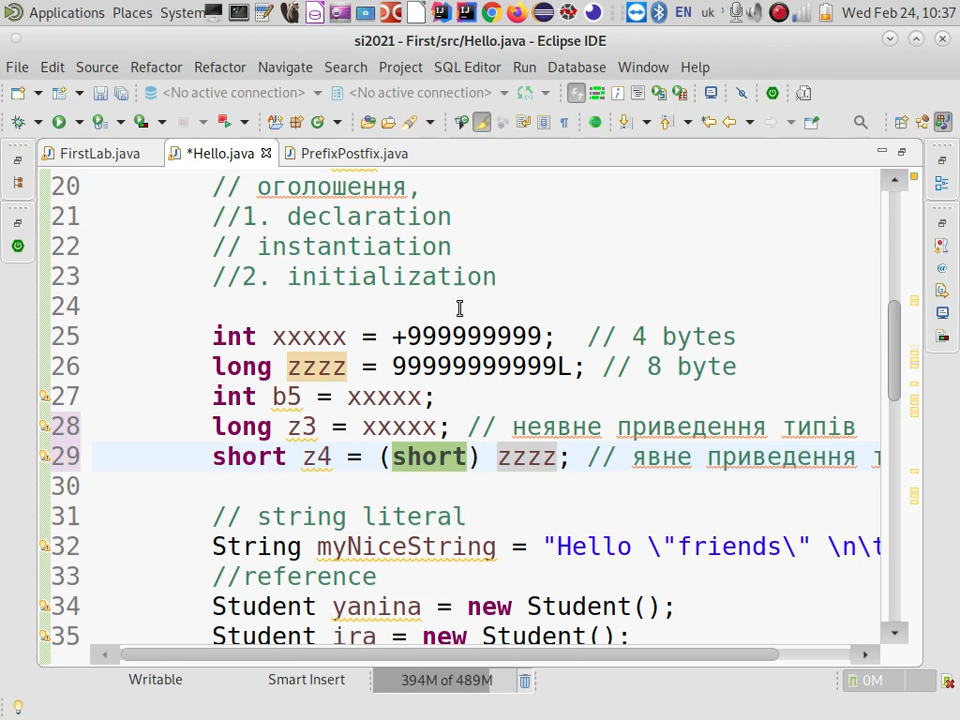 Applications Places System EN uk Wed Feb 24, 10:37
si2021 - First/src/Hello.java - Eclipse IDE
File Edit Source Refactor Refactor Navigate Search Project SQL Editor Run Database Window Help
<No active connection> <No active connection>
FirstLab.java *Hello.java PrefixPostfix.java
20 // оголошення,
21 //1. declaration
22 // instantiation
23 //2. initialization
24
25 int xxxxx = +999999999; // 4 bytes
26 long zzzz = 99999999999L; // 8 byte
27 int b5 = xxxxx;
28 long z3 = xxxxx; // неявне приведення типів
29 short z4 = (short) zzzz; // явне приведення т
30
31 // string literal
32 String myNiceString = "Hello \"friends\" \n\t
33 //reference
34 Student yanina = new Student();
35 Student ira = new Student();
Writable Smart Insert 394M of 489M 0M